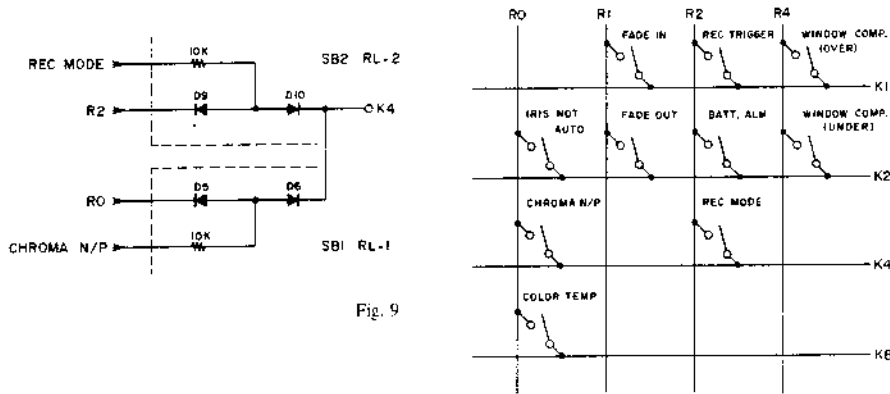 REC MODE
10K
SB2 RL-2
R2
D9
D10
K4
R0
D5
D6
CHROMA N/P
10K
SB1 RL-1
Fig. 9
R0
R1
R2
R4
FADE IN
REC TRIGGER
WINDOW COMP.
(OVER)
K1
IRIS NOT
AUTO
FADE OUT
BATT. ALM
WINDOW COMP.
(UNDER)
K2
CHROMA N/P
REC MODE
K4
COLOR TEMP
K8